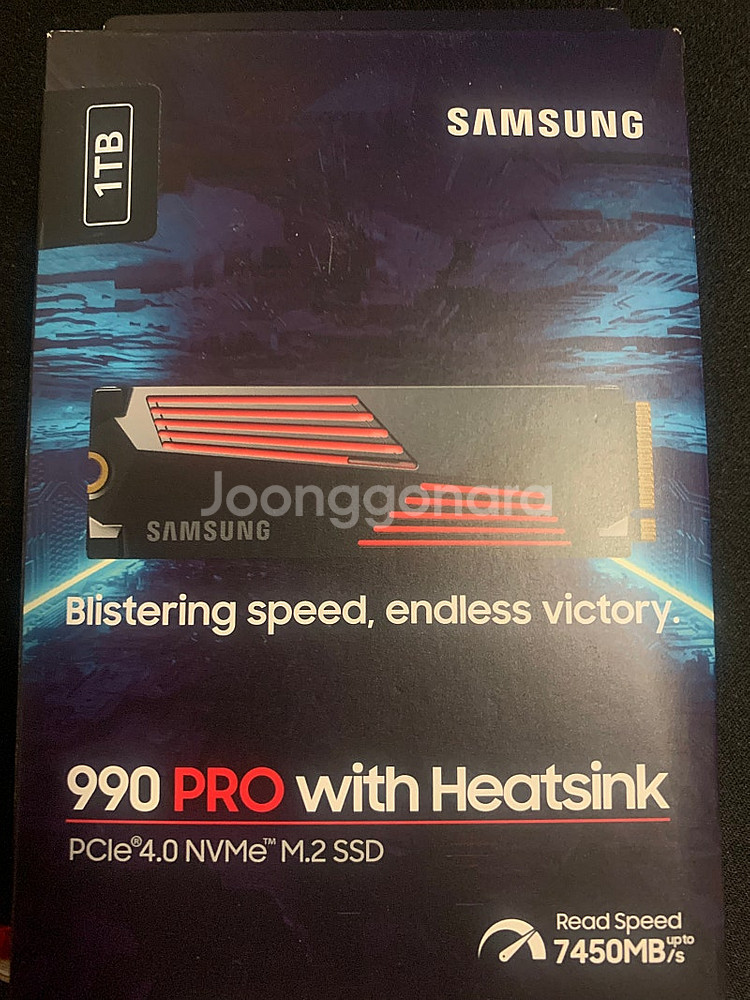 1TB
SAMSUNG
Joonggonara
SAMSUNG
Blistering speed, endless victory.
990 PRO with Heatsink
PCIe®4.0 NVMe™ M.2 SSD
Read Speed
7450MB/s up to